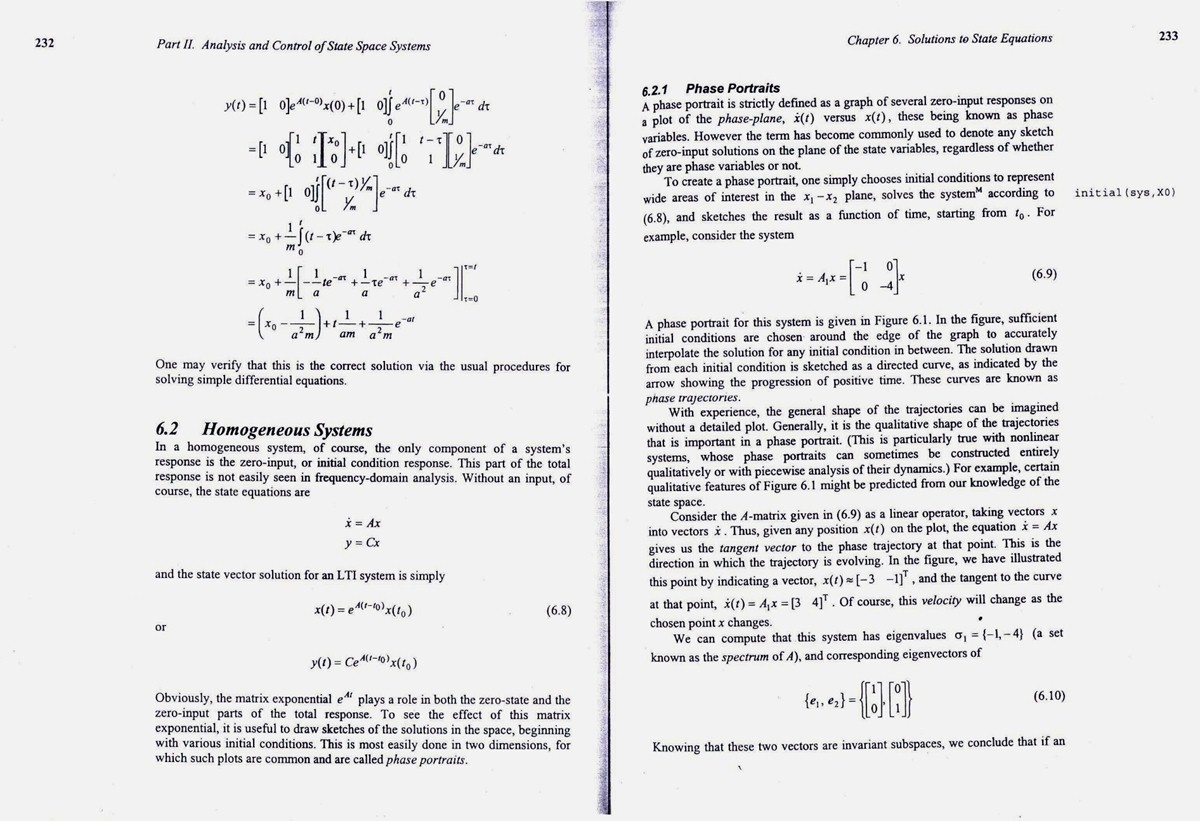 232
Part II. Analysis and Control of State Space Systems
y(t) = [1 0]e^{A(t−0)}x(0) + [1 0]∫_0^t e^{A(t−τ)}[0; 1/m]e^{−aτ} dτ
= [1 0][1 t; 0 1][x_0; 0] + [1 0]∫_0^t [1 t−τ; 0 1][0; 1/m]e^{−aτ} dτ
= x_0 + [1 0]∫_0^t [(t−τ)1/m; 1/m]e^{−aτ} dτ
= x_0 + 1/m ∫_0^t (t−τ)e^{−aτ} dτ
= x_0 + 1/m [−1/a te^{−aτ} + 1/a τe^{−aτ} + 1/a² e^{−aτ}]|_{τ=0}^{τ=t}
= (x_0 − 1/a²m) + t 1/am + 1/a²m e^{−at}
One may verify that this is the correct solution via the usual procedures for
solving simple differential equations.
6.2 Homogeneous Systems
In a homogeneous system, of course, the only component of a system's
response is the zero-input, or initial condition response. This part of the total
response is not easily seen in frequency-domain analysis. Without an input, of
course, the state equations are
ẋ = Ax
y = Cx
and the state vector solution for an LTI system is simply
x(t) = e^{A(t−t_0)}x(t_0) (6.8)
or
y(t) = Ce^{A(t−t_0)}x(t_0)
Obviously, the matrix exponential e^{At} plays a role in both the zero-state and the
zero-input parts of the total response. To see the effect of this matrix
exponential, it is useful to draw sketches of the solutions in the space, beginning
with various initial conditions. This is most easily done in two dimensions, for
which such plots are common and are called phase portraits.
Chapter 6. Solutions to State Equations
233
6.2.1 Phase Portraits
A phase portrait is strictly defined as a graph of several zero-input responses on
a plot of the phase-plane, ẋ(t) versus x(t), these being known as phase
variables. However the term has become commonly used to denote any sketch
of zero-input solutions on the plane of the state variables, regardless of whether
they are phase variables or not.
To create a phase portrait, one simply chooses initial conditions to represent
wide areas of interest in the x_1 − x_2 plane, solves the system^M according to
initial(sys,X0)
(6.8), and sketches the result as a function of time, starting from t_0. For
example, consider the system
ẋ = A_1x = [−1 0; 0 −4]x (6.9)
A phase portrait for this system is given in Figure 6.1. In the figure, sufficient
initial conditions are chosen around the edge of the graph to accurately
interpolate the solution for any initial condition in between. The solution drawn
from each initial condition is sketched as a directed curve, as indicated by the
arrow showing the progression of positive time. These curves are known as
phase trajectories.
With experience, the general shape of the trajectories can be imagined
without a detailed plot. Generally, it is the qualitative shape of the trajectories
that is important in a phase portrait. (This is particularly true with nonlinear
systems, whose phase portraits can sometimes be constructed entirely
qualitatively or with piecewise analysis of their dynamics.) For example, certain
qualitative features of Figure 6.1 might be predicted from our knowledge of the
state space.
Consider the A-matrix given in (6.9) as a linear operator, taking vectors x
into vectors ẋ. Thus, given any position x(t) on the plot, the equation ẋ = Ax
gives us the tangent vector to the phase trajectory at that point. This is the
direction in which the trajectory is evolving. In the figure, we have illustrated
this point by indicating a vector, x(t) ≈ [−3 −1]^T, and the tangent to the curve
at that point, ẋ(t) = A_1x = [3 4]^T. Of course, this velocity will change as the
chosen point x changes.
We can compute that this system has eigenvalues σ_1 = {−1,−4} (a set
known as the spectrum of A), and corresponding eigenvectors of
{e_1, e_2} = {[1; 0], [0; 1]} (6.10)
Knowing that these two vectors are invariant subspaces, we conclude that if an